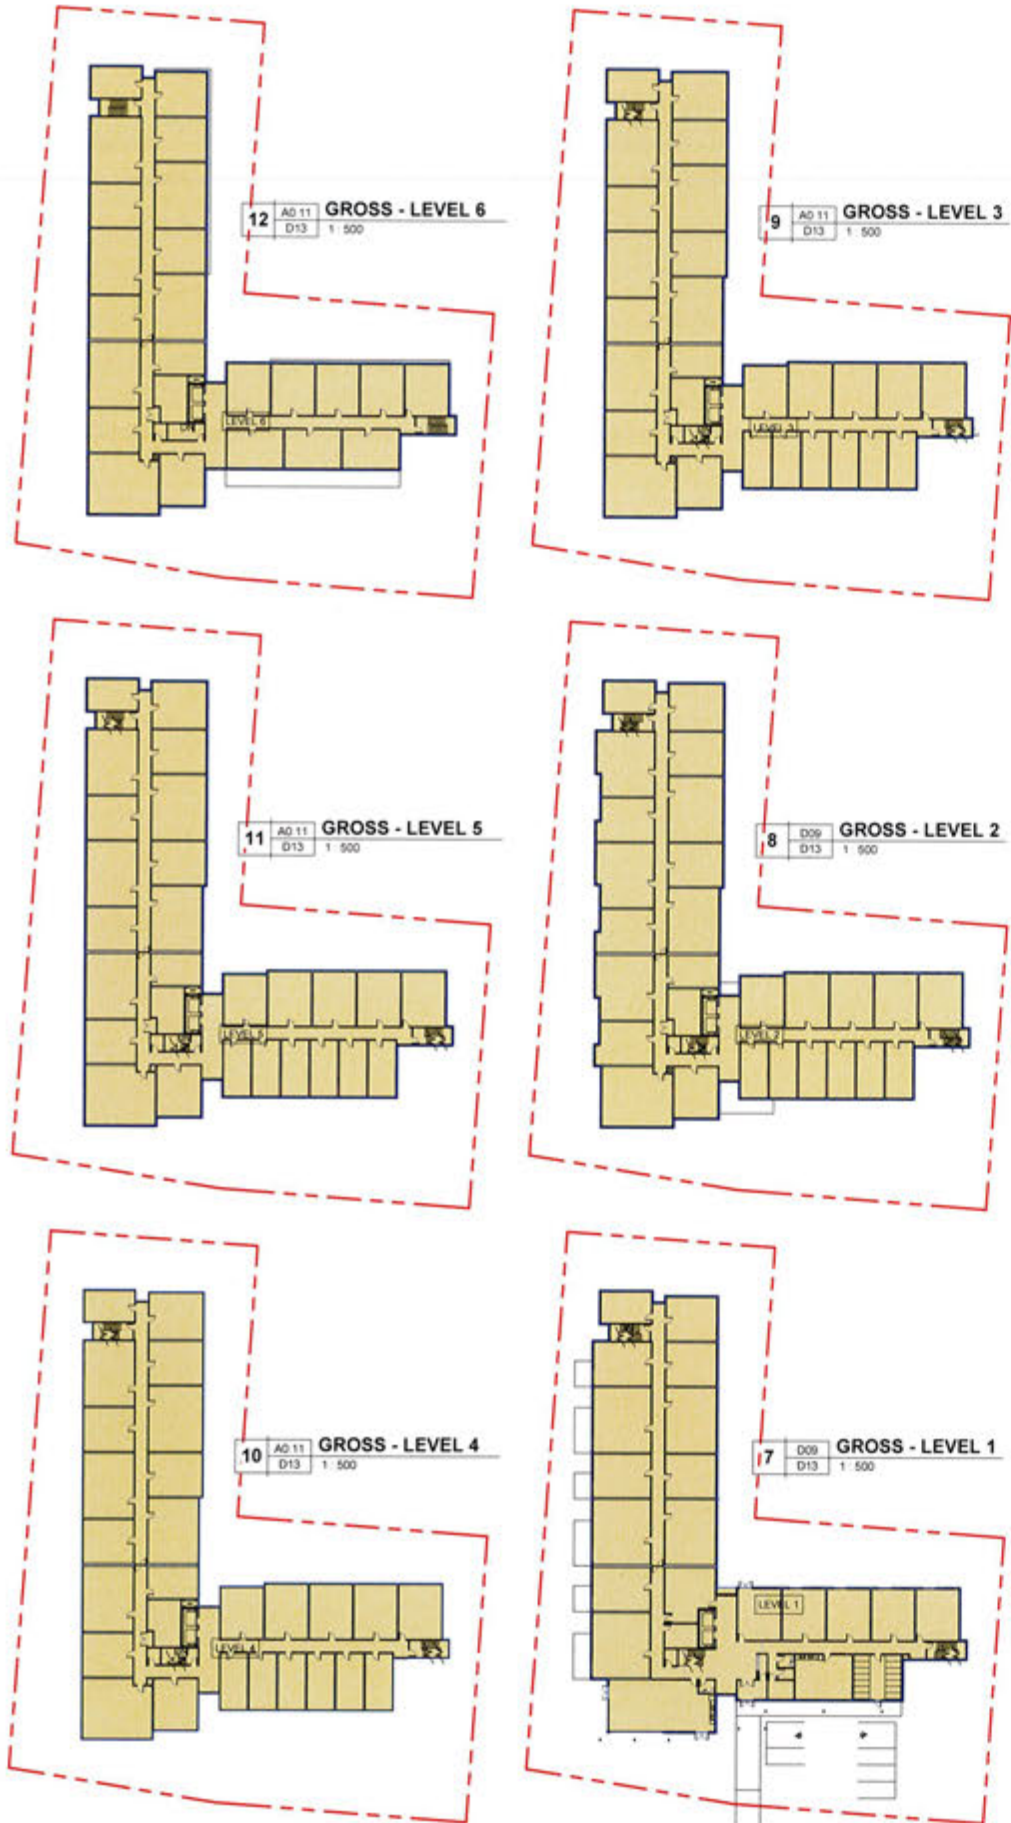 12 A0.11 GROSS - LEVEL 6
D13 1 : 500
LEVEL 6
9 A0.11 GROSS - LEVEL 3
D13 1 : 500
LEVEL 3
11 A0.11 GROSS - LEVEL 5
D13 1 : 500
LEVEL 5
8 D09 GROSS - LEVEL 2
D13 1 : 500
LEVEL 2
10 A0.11 GROSS - LEVEL 4
D13 1 : 500
LEVEL 4
7 D09 GROSS - LEVEL 1
D13 1 : 500
LEVEL 1